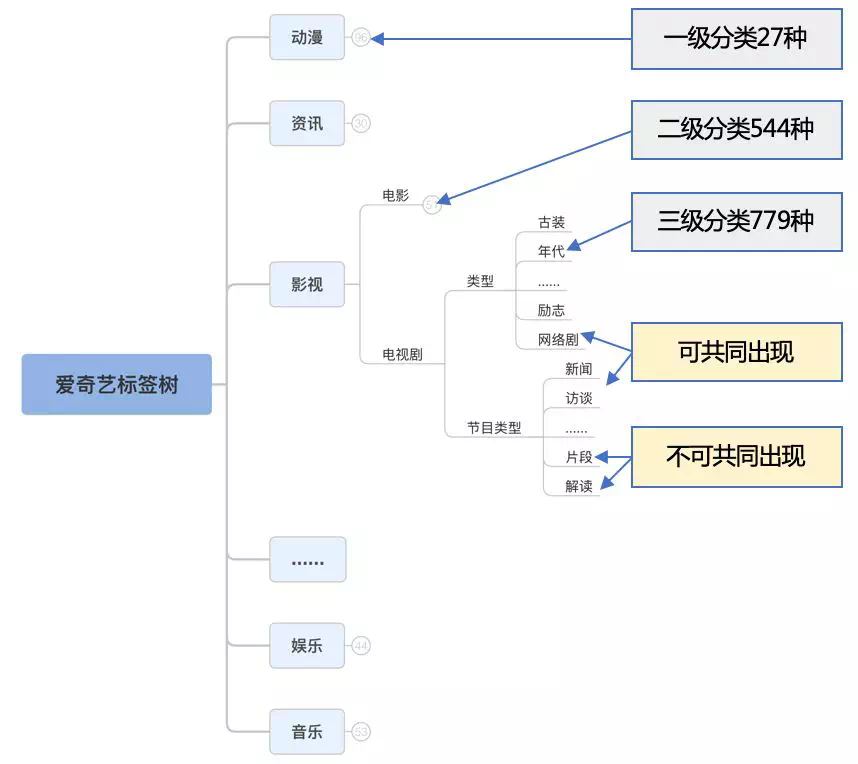 动漫
96
一级分类27种
资讯
30
二级分类544种
电影
三级分类779种
古装
年代
类型
......
影视
励志
网络剧
可共同出现
电视剧
新闻
爱奇艺标签树
访谈
节目类型
......
片段
不可共同出现
解读
......
娱乐
44
音乐
53